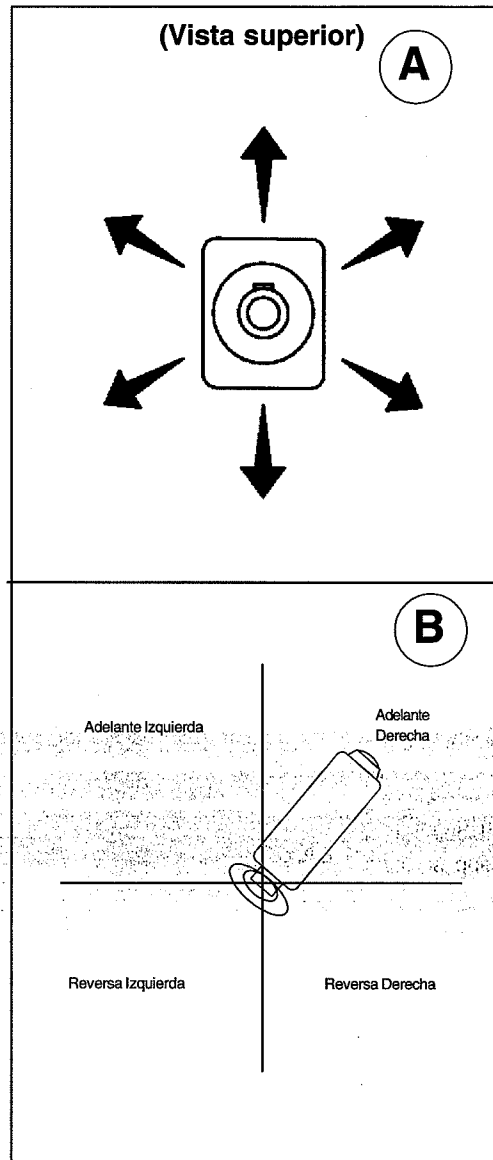 (Vista superior)
A
B
Adelante Izquierda
Adelante
Derecha
Reversa Izquierda
Reversa Derecha